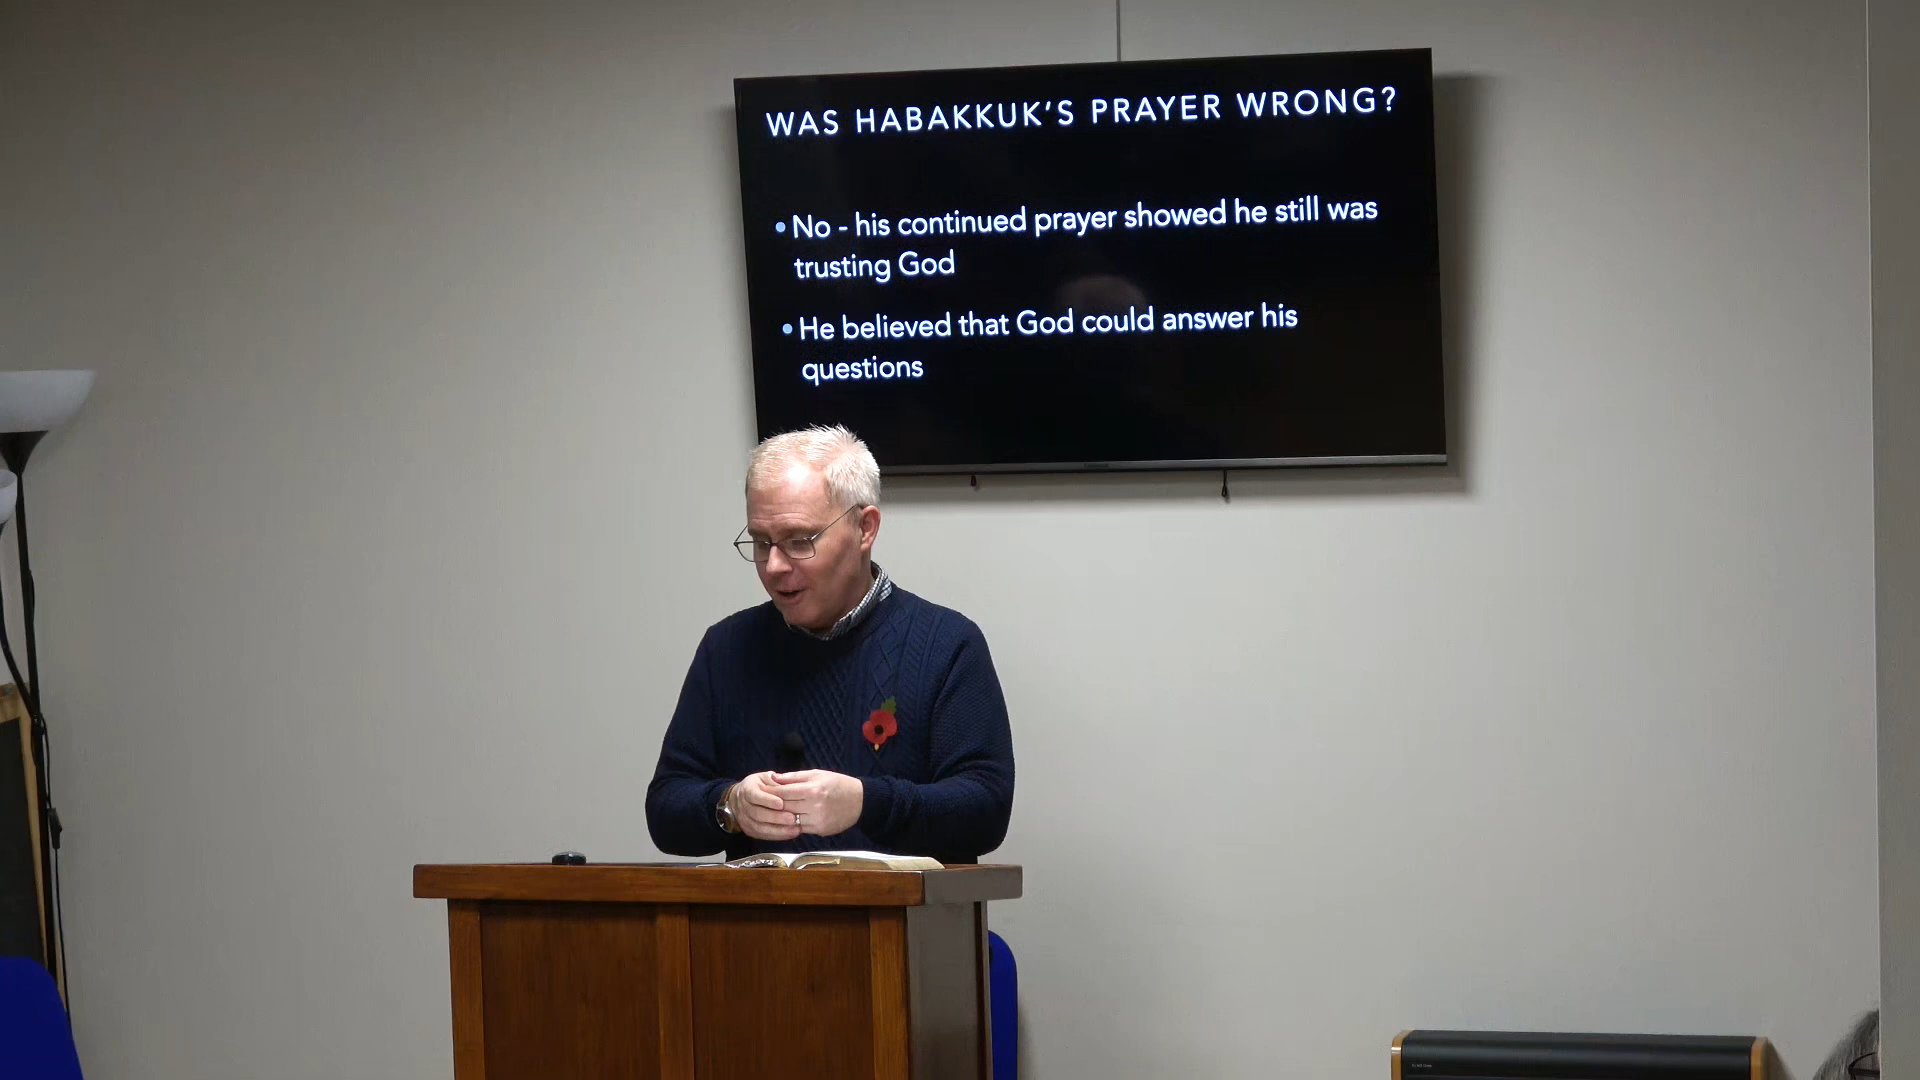 WAS HABAKKUK'S PRAYER WRONG?
• No - his continued prayer showed he still was
trusting God
• He believed that God could answer his
questions